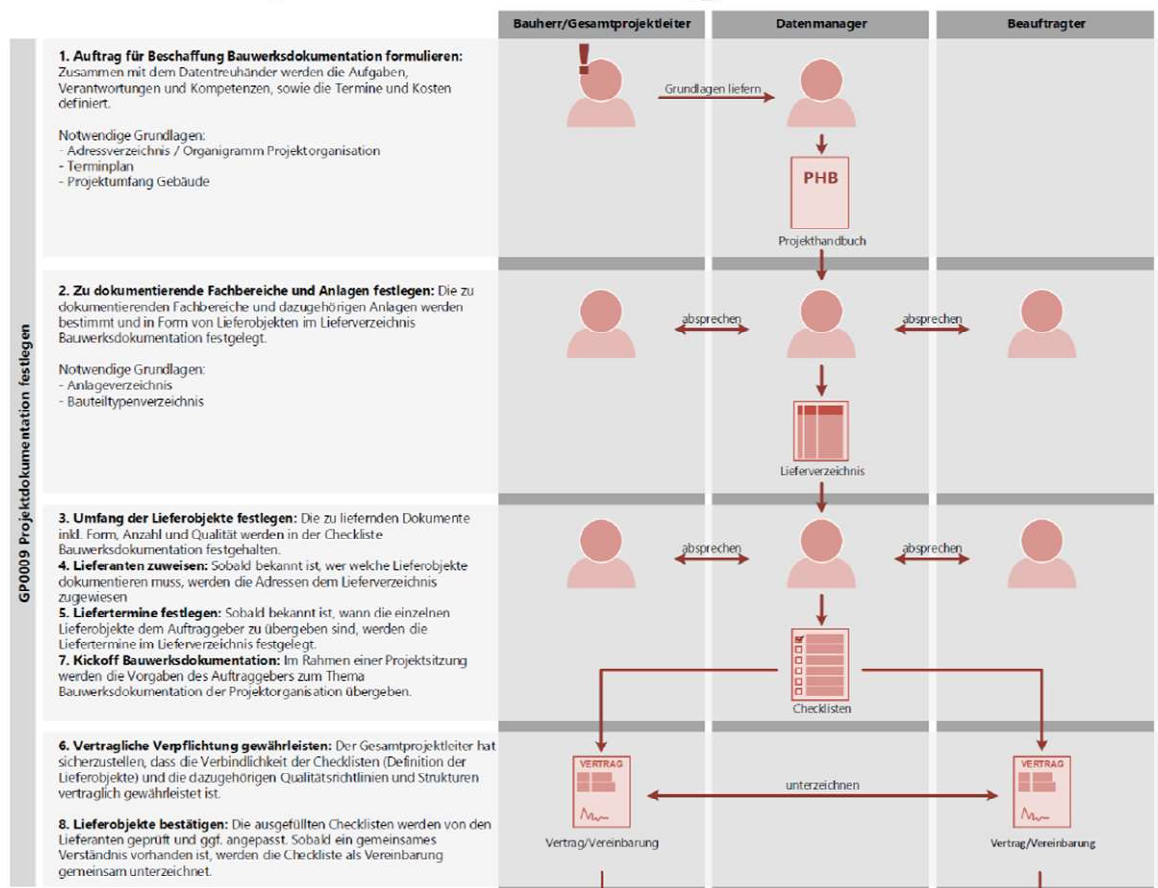 Bauherr/Gesamtprojektleiter
Datenmanager
Beauftragter
GP0009 Projektdokumentation festlegen
1. Auftrag für Beschaffung Bauwerksdokumentation formulieren:
Zusammen mit dem Datentreuhänder werden die Aufgaben,
Verantwortungen und Kompetenzen, sowie die Termine und Kosten
definiert.
Notwendige Grundlagen:
- Adressverzeichnis / Organigramm Projektorganisation
- Terminplan
- Projektumfang Gebäude
Grundlagen liefern
PHB
Projekthandbuch
2. Zu dokumentierende Fachbereiche und Anlagen festlegen: Die zu
dokumentierenden Fachbereiche und dazugehörigen Anlagen werden
bestimmt und in Form von Lieferobjekten im Lieferverzeichnis
Bauwerksdokumentation festgelegt.
Notwendige Grundlagen:
- Anlageverzeichnis
- Bauteiltypenverzeichnis
absprechen
absprechen
Lieferverzeichnis
3. Umfang der Lieferobjekte festlegen: Die zu liefernden Dokumente
inkl. Form, Anzahl und Qualität werden in der Checkliste
Bauwerksdokumentation festgehalten.
4. Lieferanten zuweisen: Sobald bekannt ist, wer welche Lieferobjekte
dokumentieren muss, werden die Adressen dem Lieferverzeichnis
zugewiesen
5. Liefertermine festlegen: Sobald bekannt ist, wann die einzelnen
Lieferobjekte dem Auftraggeber zu übergeben sind, werden die
Liefertermine im Lieferverzeichnis festgelegt.
7. Kickoff Bauwerksdokumentation: Im Rahmen einer Projektsitzung
werden die Vorgaben des Auftraggebers zum Thema
Bauwerksdokumentation der Projektorganisation übergeben.
absprechen
absprechen
Checklisten
6. Vertragliche Verpflichtung gewährleisten: Der Gesamtprojektleiter hat
sicherzustellen, dass die Verbindlichkeit der Checklisten (Definition der
Lieferobjekte) und die dazugehörigen Qualitätsrichtlinien und Strukturen
vertraglich gewährleistet ist.
8. Lieferobjekte bestätigen: Die ausgefüllten Checklisten werden von den
Lieferanten geprüft und ggf. angepasst. Sobald ein gemeinsames
Verständnis vorhanden ist, werden die Checkliste als Vereinbarung
gemeinsam unterzeichnet.
VERTRAG
unterzeichnen
VERTRAG
Vertrag/Vereinbarung
Vertrag/Vereinbarung